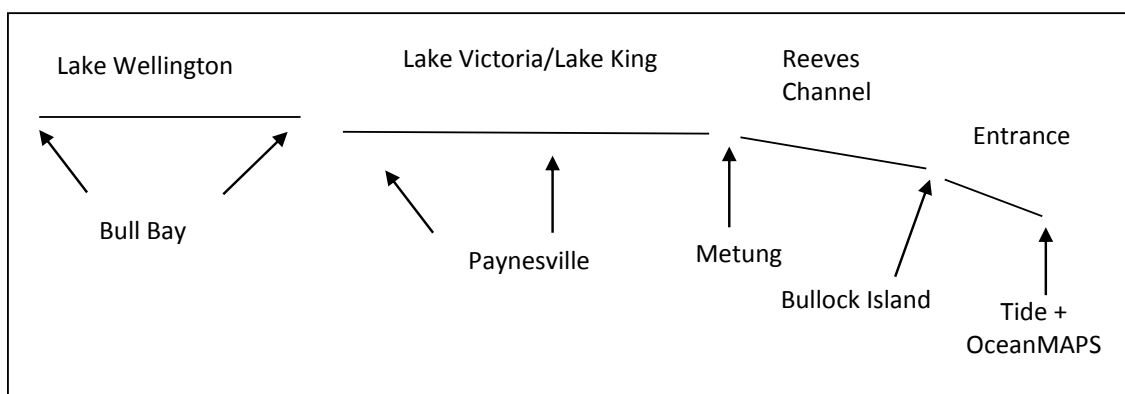 Lake Wellington
Lake Victoria/Lake King
Reeves
Channel
Entrance
Bull Bay
Paynesville
Metung
Bullock Island
Tide +
OceanMAPS